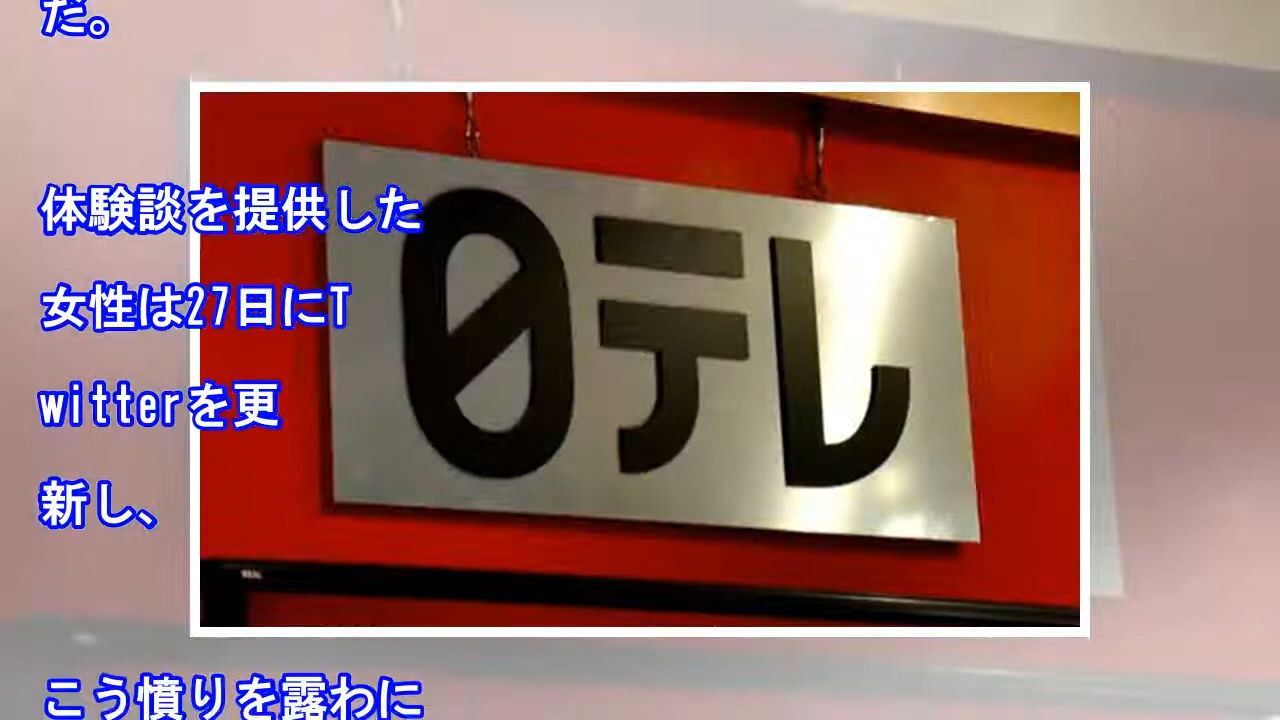 だ。
体験談を提供した
女性は27日にT
witterを更
新し、
こう憤りを露わに
日テレ